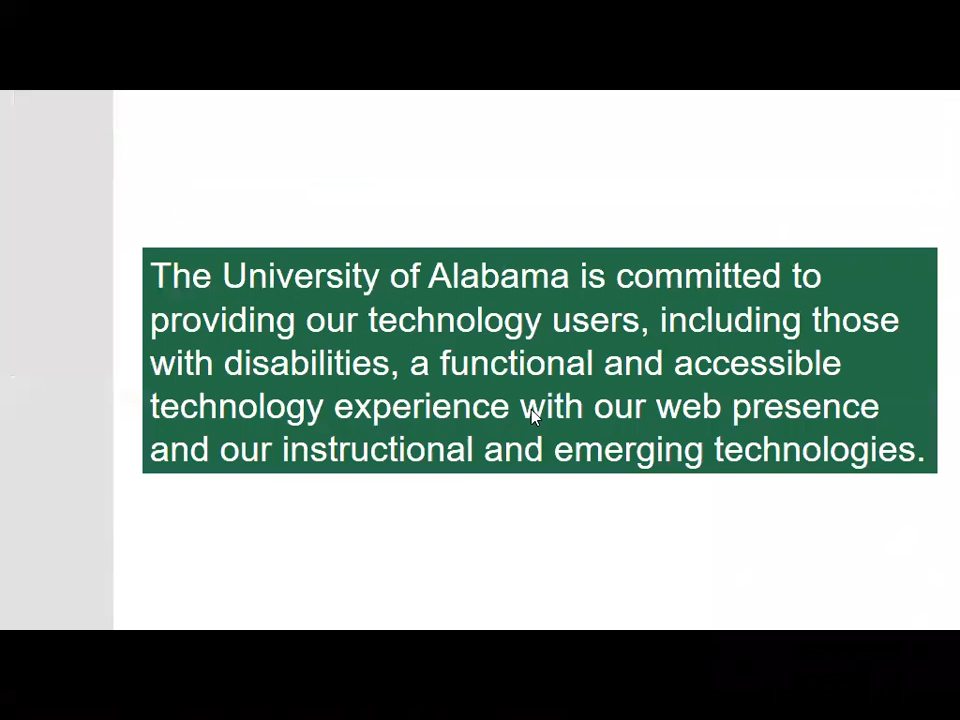 The University of Alabama is committed to
providing our technology users, including those
with disabilities, a functional and accessible
technology experience with our web presence
and our instructional and emerging technologies.